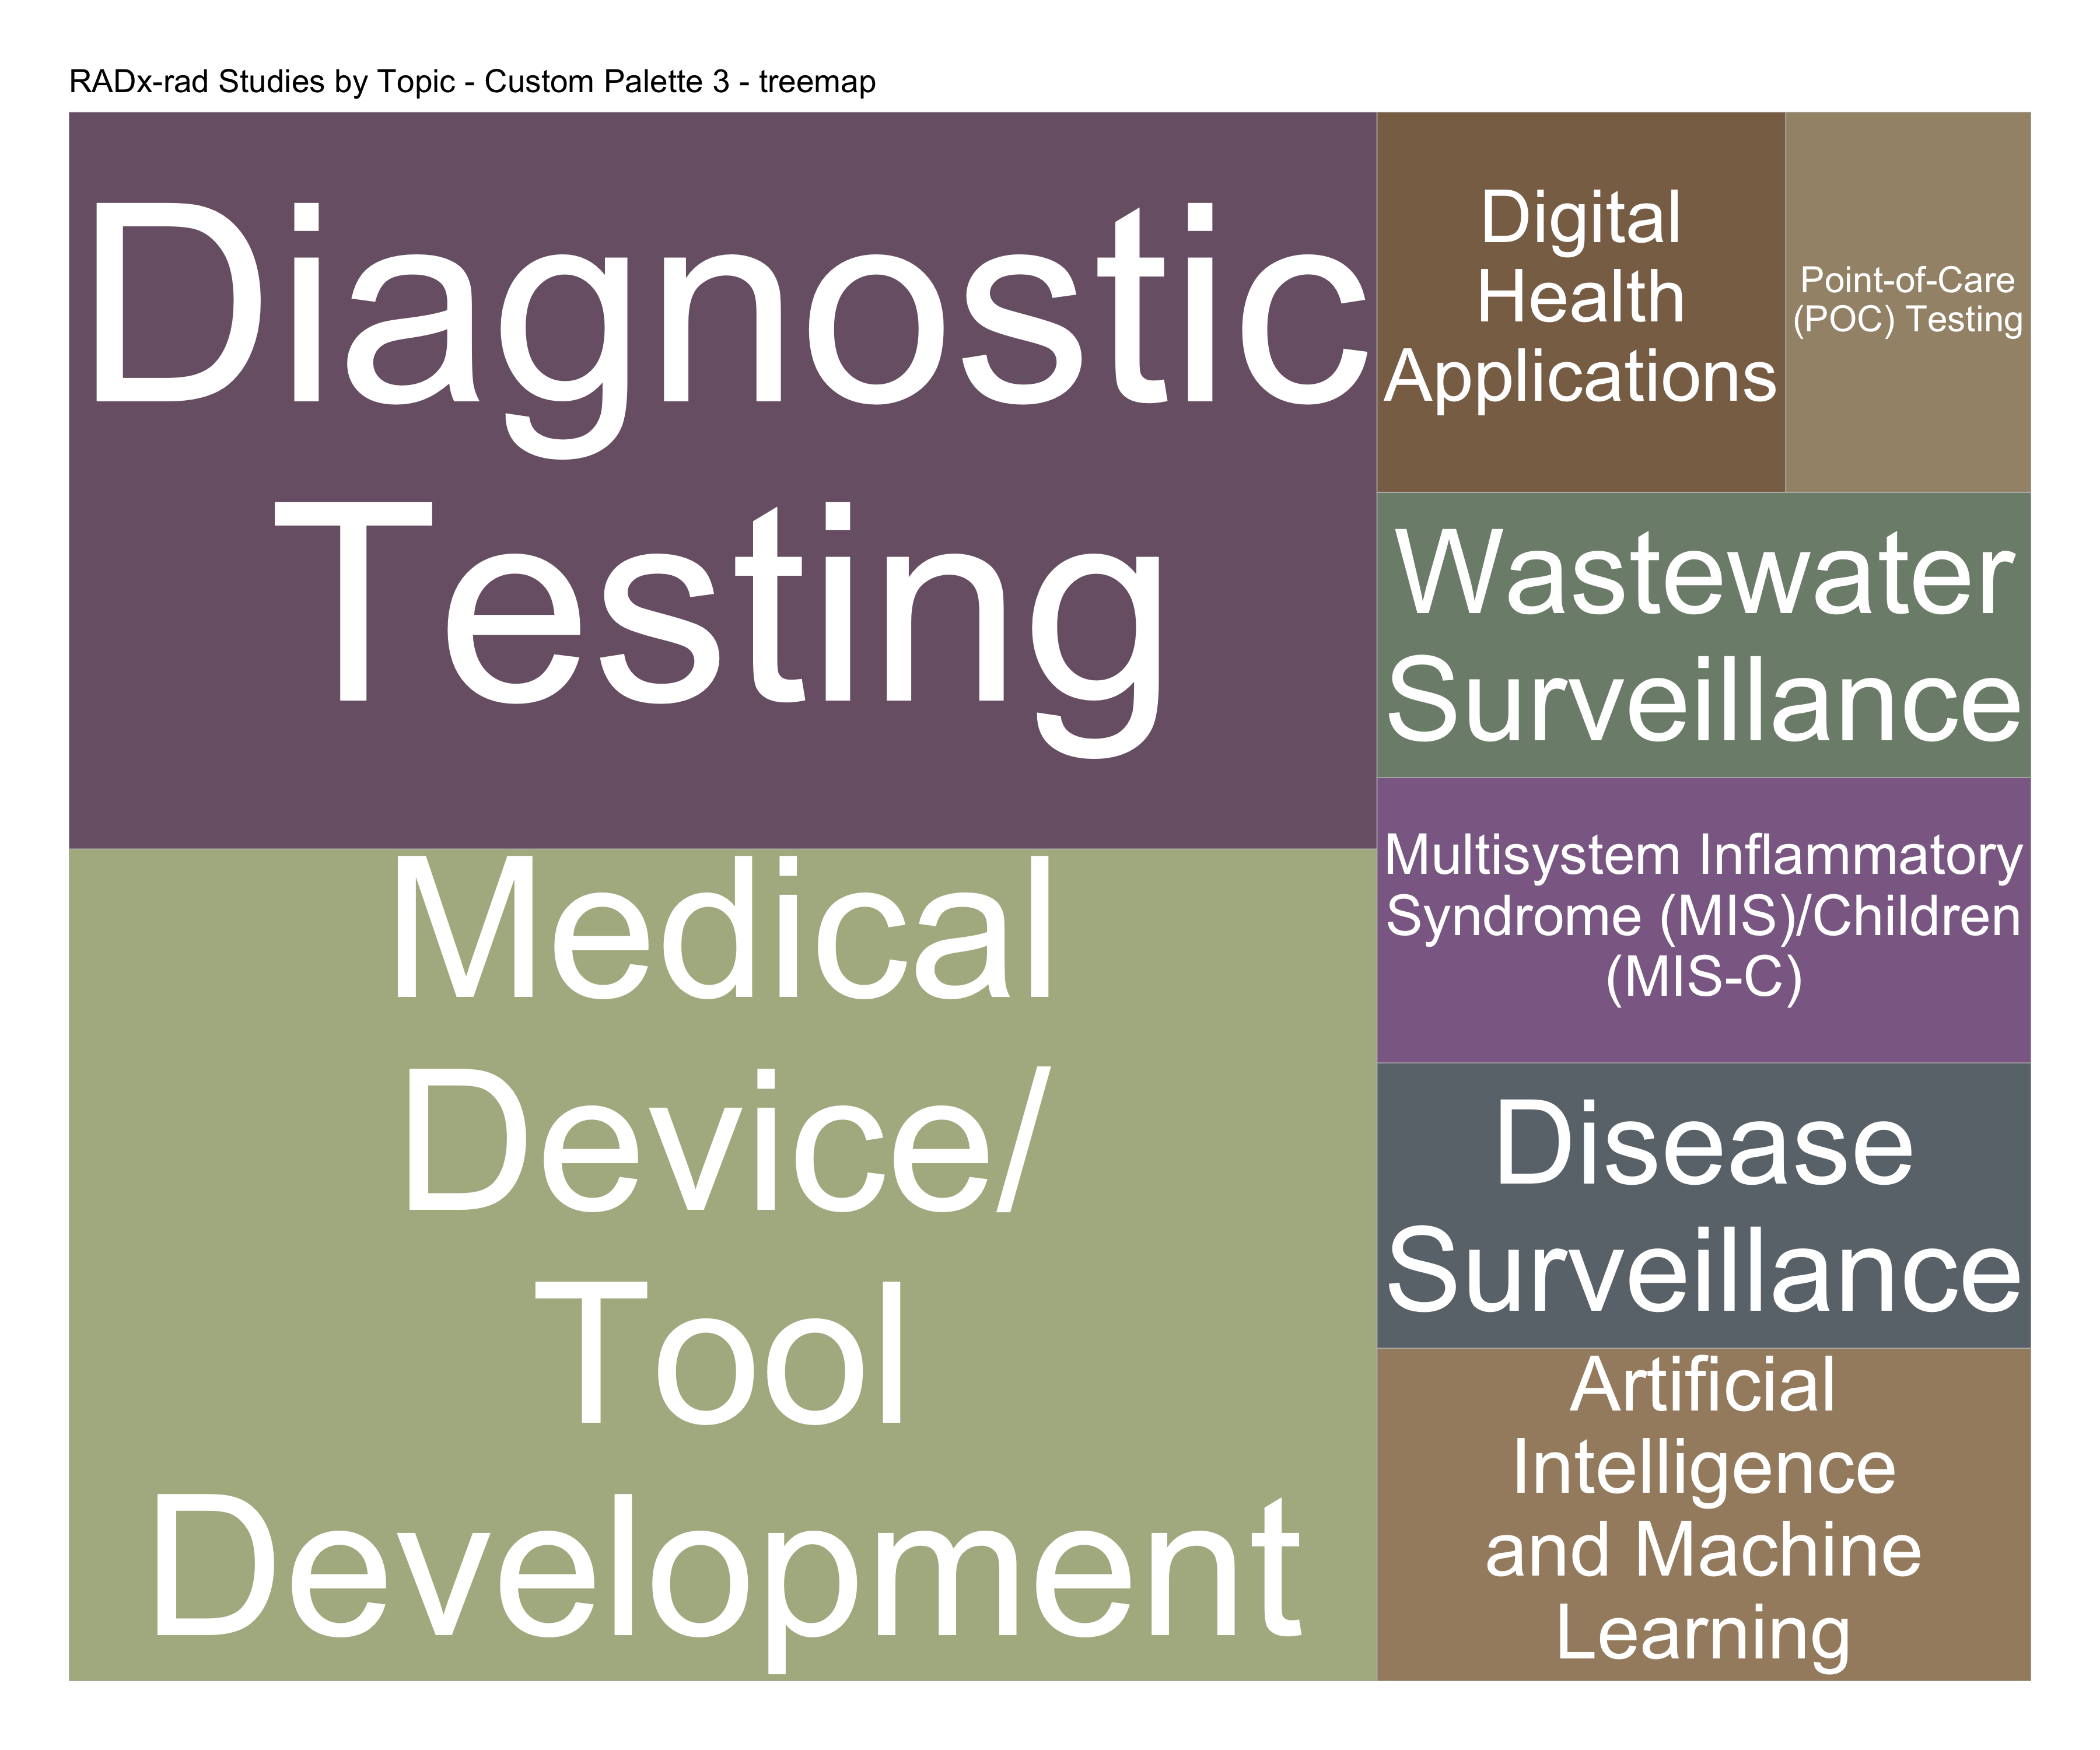 RADx-rad Studies by Topic - Custom Palette 3 - treemap
Diagnostic
Testing
Medical
Device/
Tool
Development
Digital
Health
Applications
Point-of-Care
(POC) Testing
Wastewater
Surveillance
Multisystem Inflammatory
Syndrome (MIS)/Children
(MIS-C)
Disease
Surveillance
Artificial
Intelligence
and Machine
Learning